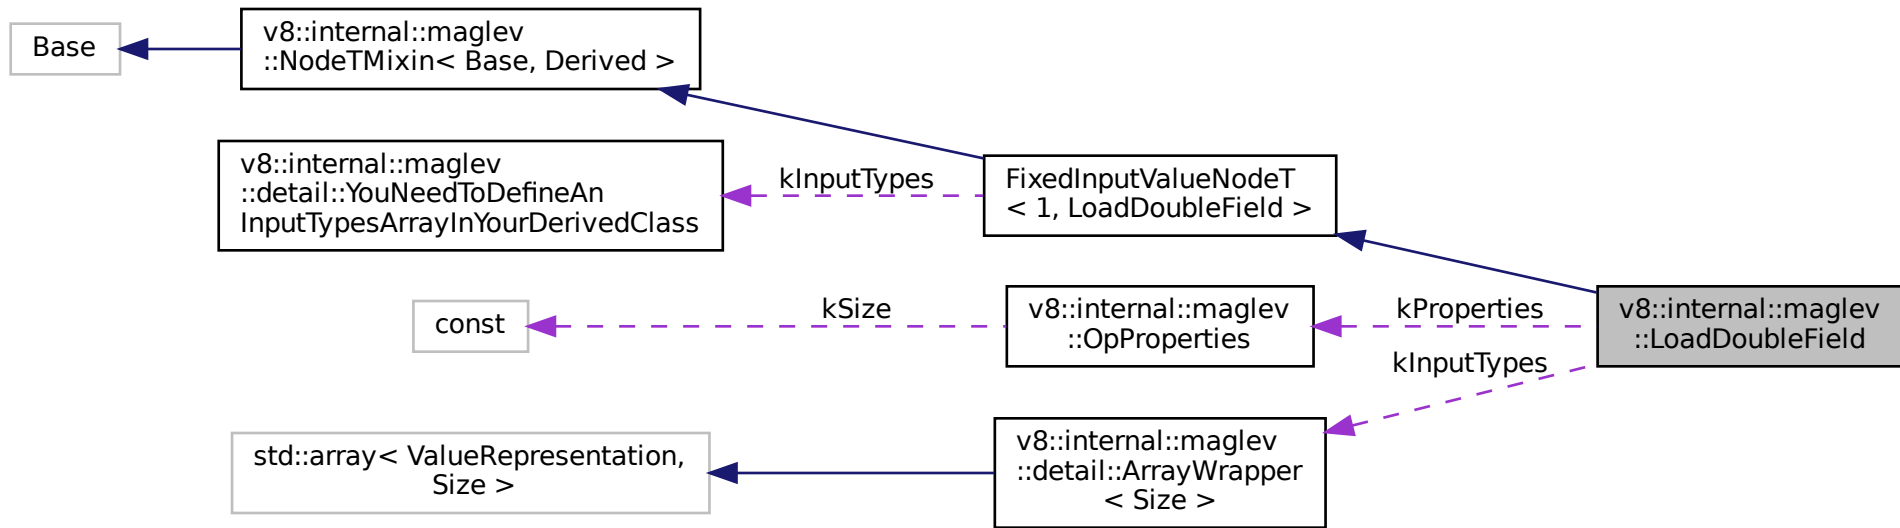 Base
v8::internal::maglev
::NodeTMixin< Base, Derived >
v8::internal::maglev
::detail::YouNeedToDefineAn
InputTypesArrayInYourDerivedClass
kInputTypes
FixedInputValueNodeT
< 1, LoadDoubleField >
const
kSize
v8::internal::maglev
::OpProperties
kProperties
v8::internal::maglev
::LoadDoubleField
kInputTypes
std::array< ValueRepresentation,
Size >
v8::internal::maglev
::detail::ArrayWrapper
< Size >